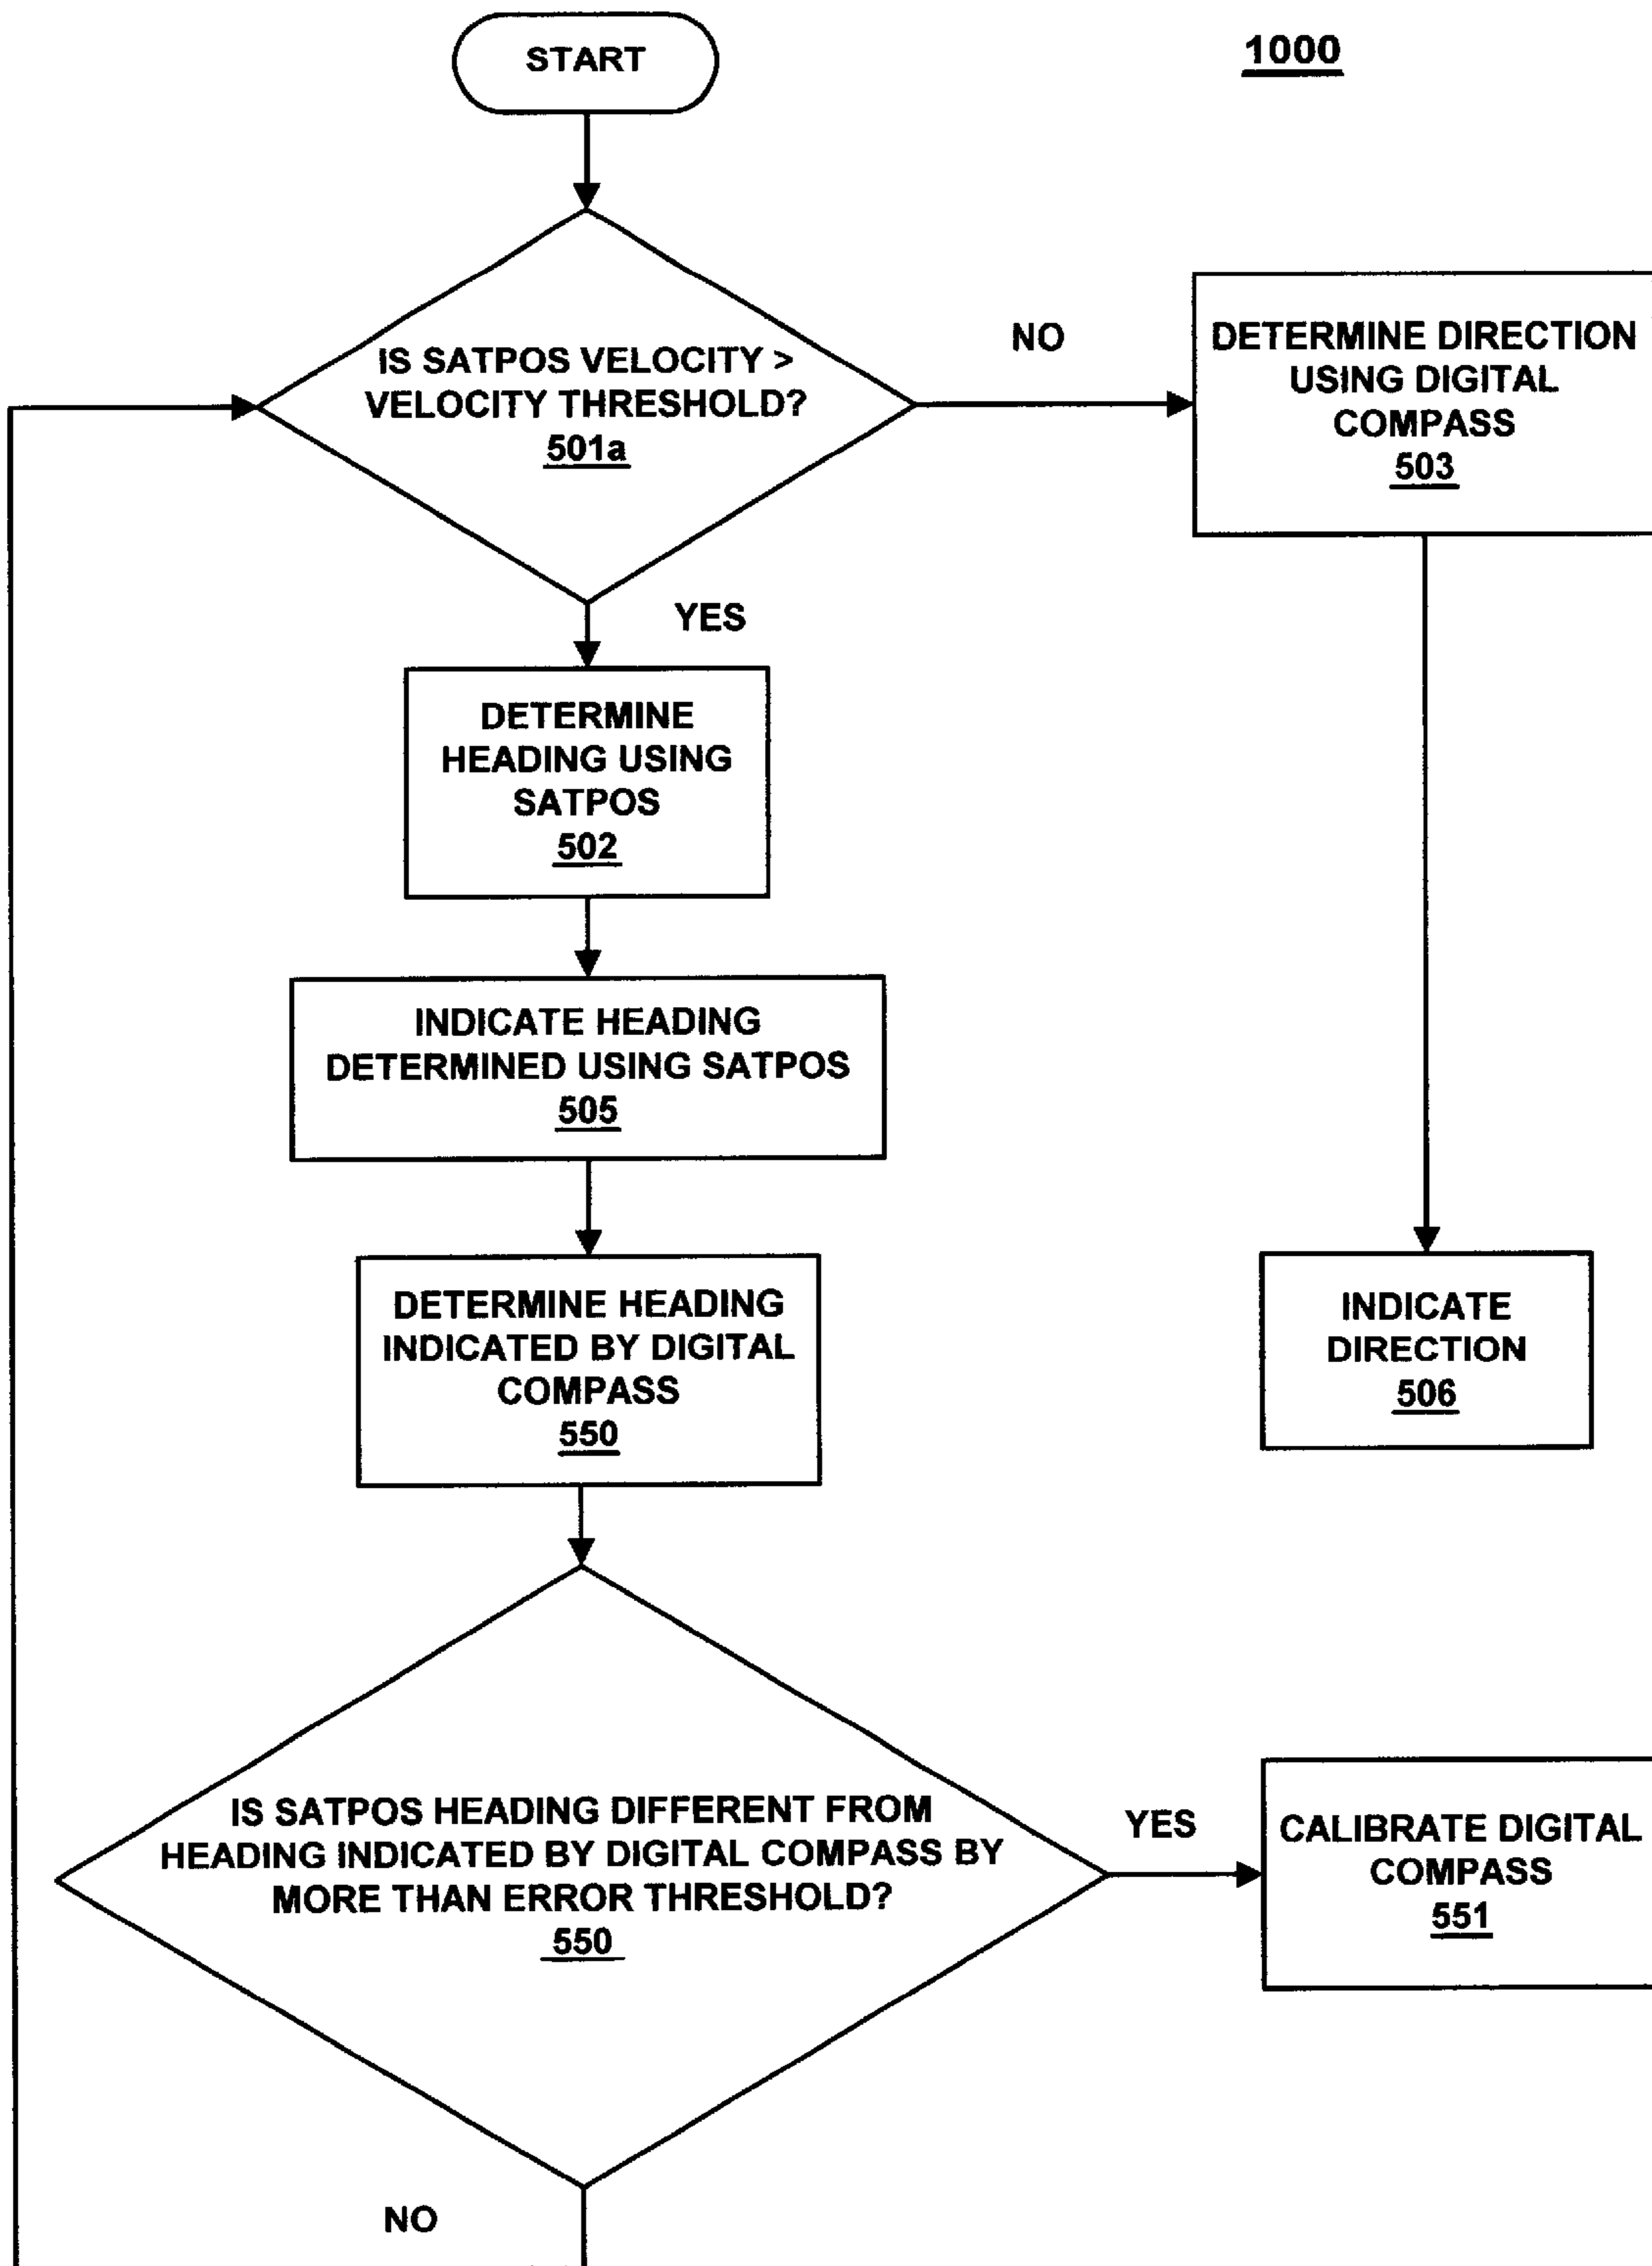 START
1000
IS SATPOS VELOCITY >
VELOCITY THRESHOLD?
501a
NO
DETERMINE DIRECTION
USING DIGITAL
COMPASS
503
YES
DETERMINE
HEADING USING
SATPOS
502
INDICATE HEADING
DETERMINED USING SATPOS
505
DETERMINE HEADING
INDICATED BY DIGITAL
COMPASS
550
INDICATE
DIRECTION
506
IS SATPOS HEADING DIFFERENT FROM
HEADING INDICATED BY DIGITAL COMPASS BY
MORE THAN ERROR THRESHOLD?
550
YES
CALIBRATE DIGITAL
COMPASS
551
NO